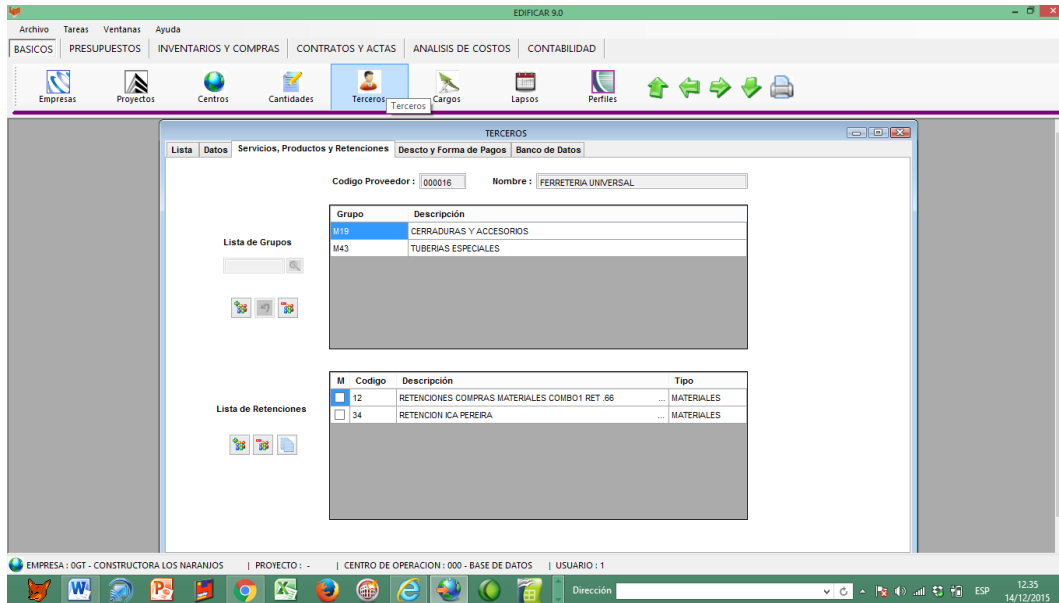 EDIFICAR 9.0
Archivo Tareas Ventanas Ayuda
BASICOS PRESUPUESTOS INVENTARIOS Y COMPRAS CONTRATOS Y ACTAS ANALISIS DE COSTOS CONTABILIDAD
Empresas Proyectos Centros Cantidades Terceros Cargos Lapsos Perfiles
Terceros
TERCEROS
Lista Datos Servicios, Productos y Retenciones Descto y Forma de Pagos Banco de Datos
Codigo Proveedor : 000016 Nombre : FERRETERIA UNIVERSAL
Grupo Descripción
M19 CERRADURAS Y ACCESORIOS
M43 TUBERIAS ESPECIALES
Lista de Grupos
M Codigo Descripción Tipo
12 RETENCIONES COMPRAS MATERIALES COMBO1 RET .66 ... MATERIALES
34 RETENCION ICA PEREIRA ... MATERIALES
Lista de Retenciones
EMPRESA : 0GT - CONSTRUCTORA LOS NARANJOS | PROYECTO : - | CENTRO DE OPERACION : 000 - BASE DE DATOS | USUARIO : 1
Dirección ESP 12.35
14/12/2015